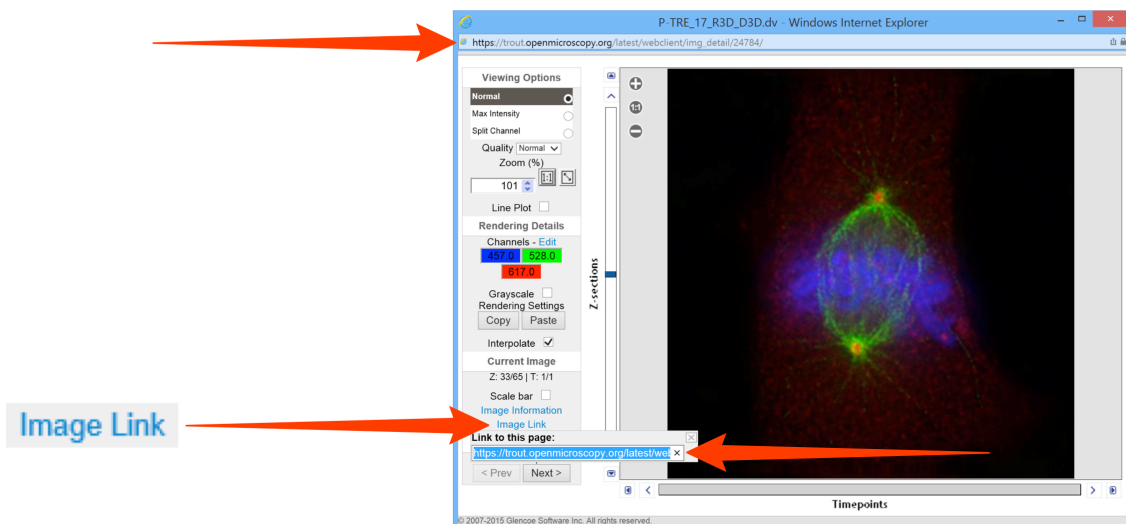 P-TRE_17_R3D_D3D.dv - Windows Internet Explorer
https://trout.openmicroscopy.org/latest/webclient/img_detail/24784/
Viewing Options
Normal
Max Intensity
Split Channel
Quality Normal
Zoom (%)
101 1:1
Line Plot
Rendering Details
Channels - Edit
457.0 528.0
617.0
Grayscale
Rendering Settings
Copy Paste
Interpolate
Current Image
Z: 33/65 | T: 1/1
Scale bar
Image Information
Image Link
Link to this page:
https://trout.openmicroscopy.org/latest/web
< Prev Next >
Z-sections
1:1
Timepoints
© 2007-2015 Glencoe Software Inc. All rights reserved.
Image Link